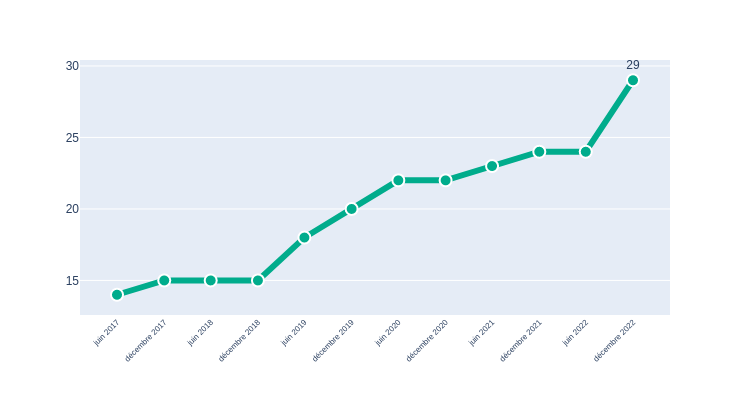 29
30
25
20
15
juin 2017
décembre 2017
juin 2018
décembre 2018
juin 2019
décembre 2019
juin 2020
décembre 2020
juin 2021
décembre 2021
juin 2022
décembre 2022